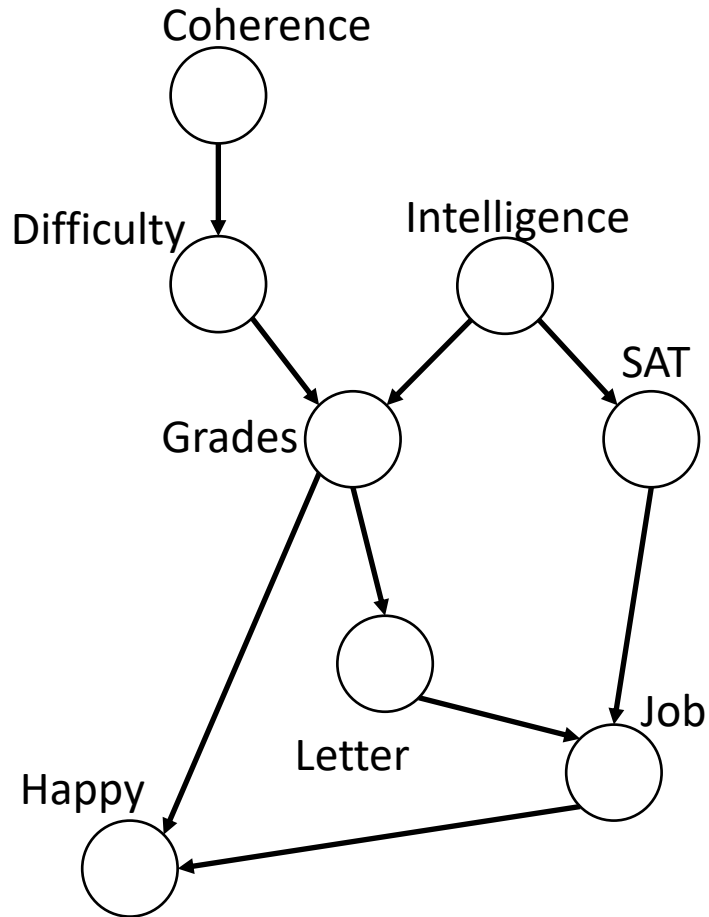 Coherence
Difficulty
Intelligence
SAT
Grades
Letter
Job
Happy